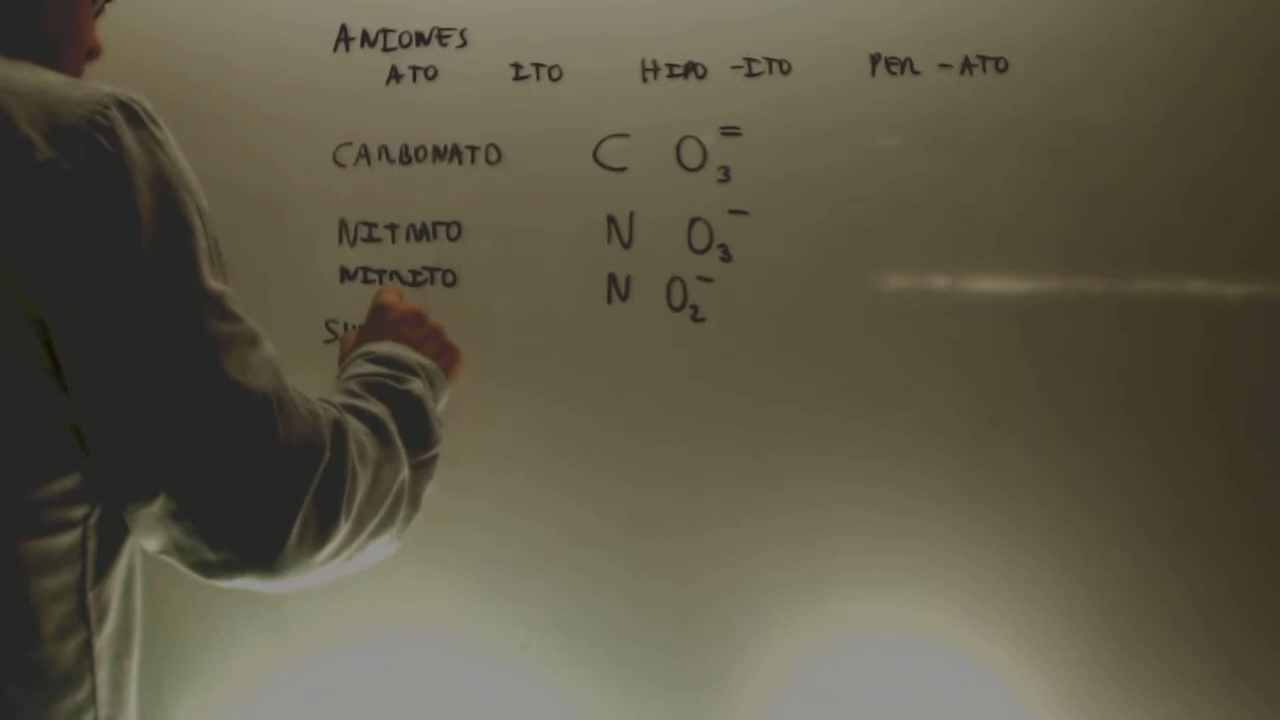 ANIONES
ATO ITO HIPO -ITO PER -ATO
CARBONATO C O₃⁼
NITRATO N O₃⁻
NITRITO N O₂⁻